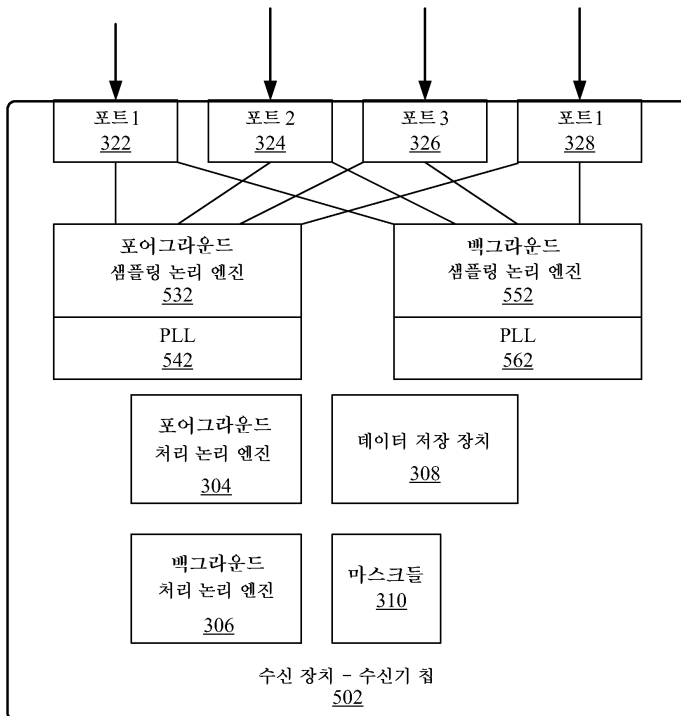 포트 1
322
포트 2
324
포트 3
326
포트 1
328
포어그라운드
샘플링 논리 엔진
532
백그라운드
샘플링 논리 엔진
552
PLL
542
PLL
562
포어그라운드
처리 논리 엔진
304
데이터 저장 장치
308
백그라운드
처리 논리 엔진
306
마스크들
310
수신 장치 - 수신기 칩
502